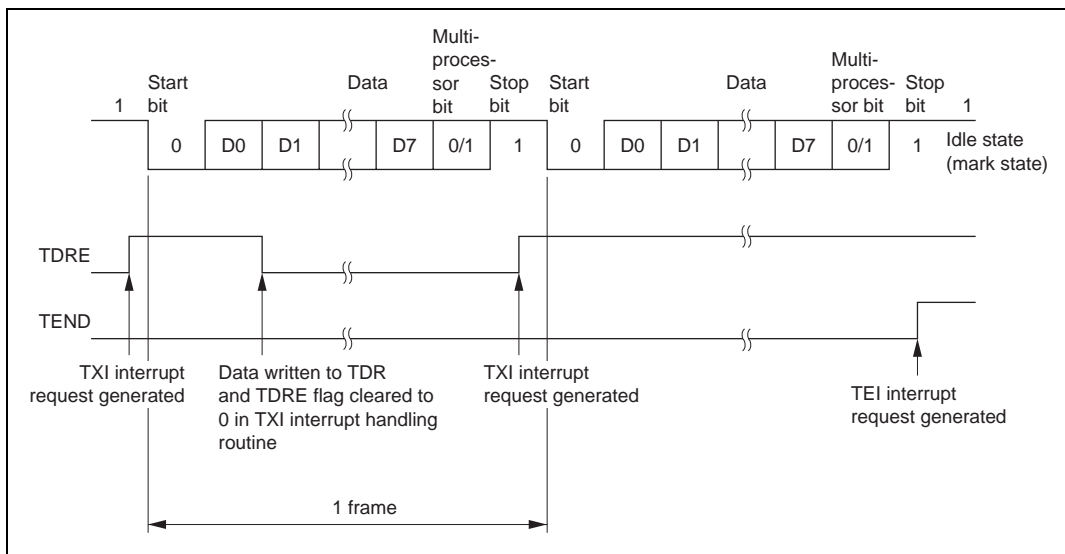 1
Start
bit
Data
Multi-
proces-
sor
bit
Stop
bit
Start
bit
Data
Multi-
proces-
sor bit
Stop
bit
1
0
D0
D1
D7
0/1
1
0
D0
D1
D7
0/1
1
Idle state
(mark state)
TDRE
TEND
TXI interrupt
request generated
Data written to TDR
and TDRE flag cleared to
0 in TXI interrupt handling
routine
TXI interrupt
request generated
TEI interrupt
request generated
1 frame